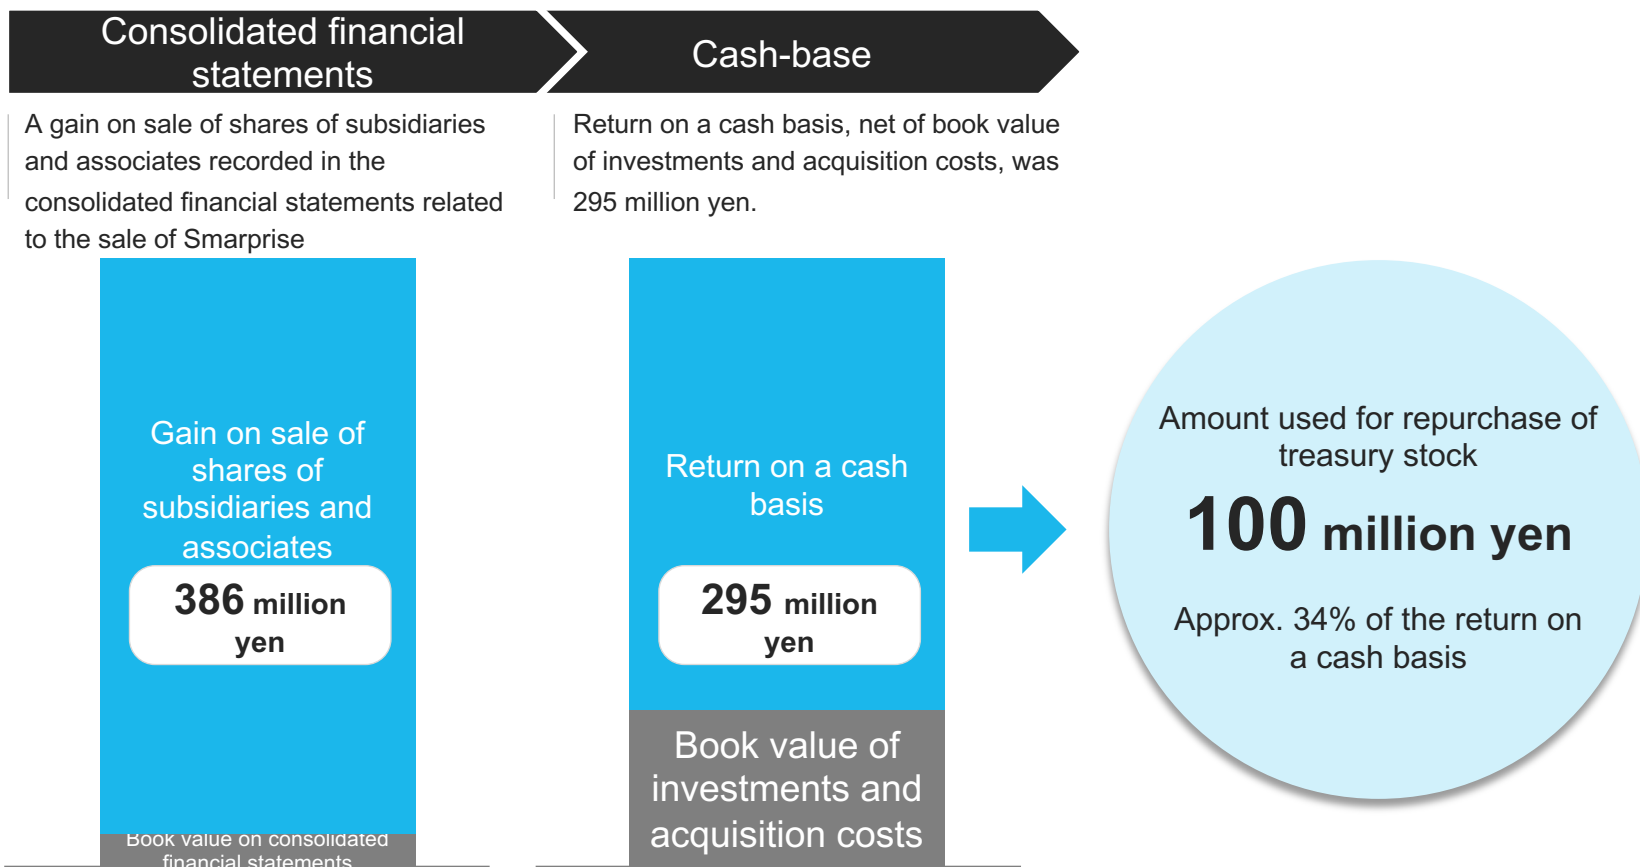 Consolidated financial
statements
Cash-base
A gain on sale of shares of subsidiaries
and associates recorded in the
consolidated financial statements related
to the sale of Smarprise
Return on a cash basis, net of book value
of investments and acquisition costs, was
295 million yen.
Gain on sale of
shares of
subsidiaries and
associates
386 million
yen
Book value on consolidated
financial statements
Return on a cash
basis
295 million
yen
Book value of
investments and
acquisition costs
Amount used for repurchase of
treasury stock
100 million yen
Approx. 34% of the return on
a cash basis